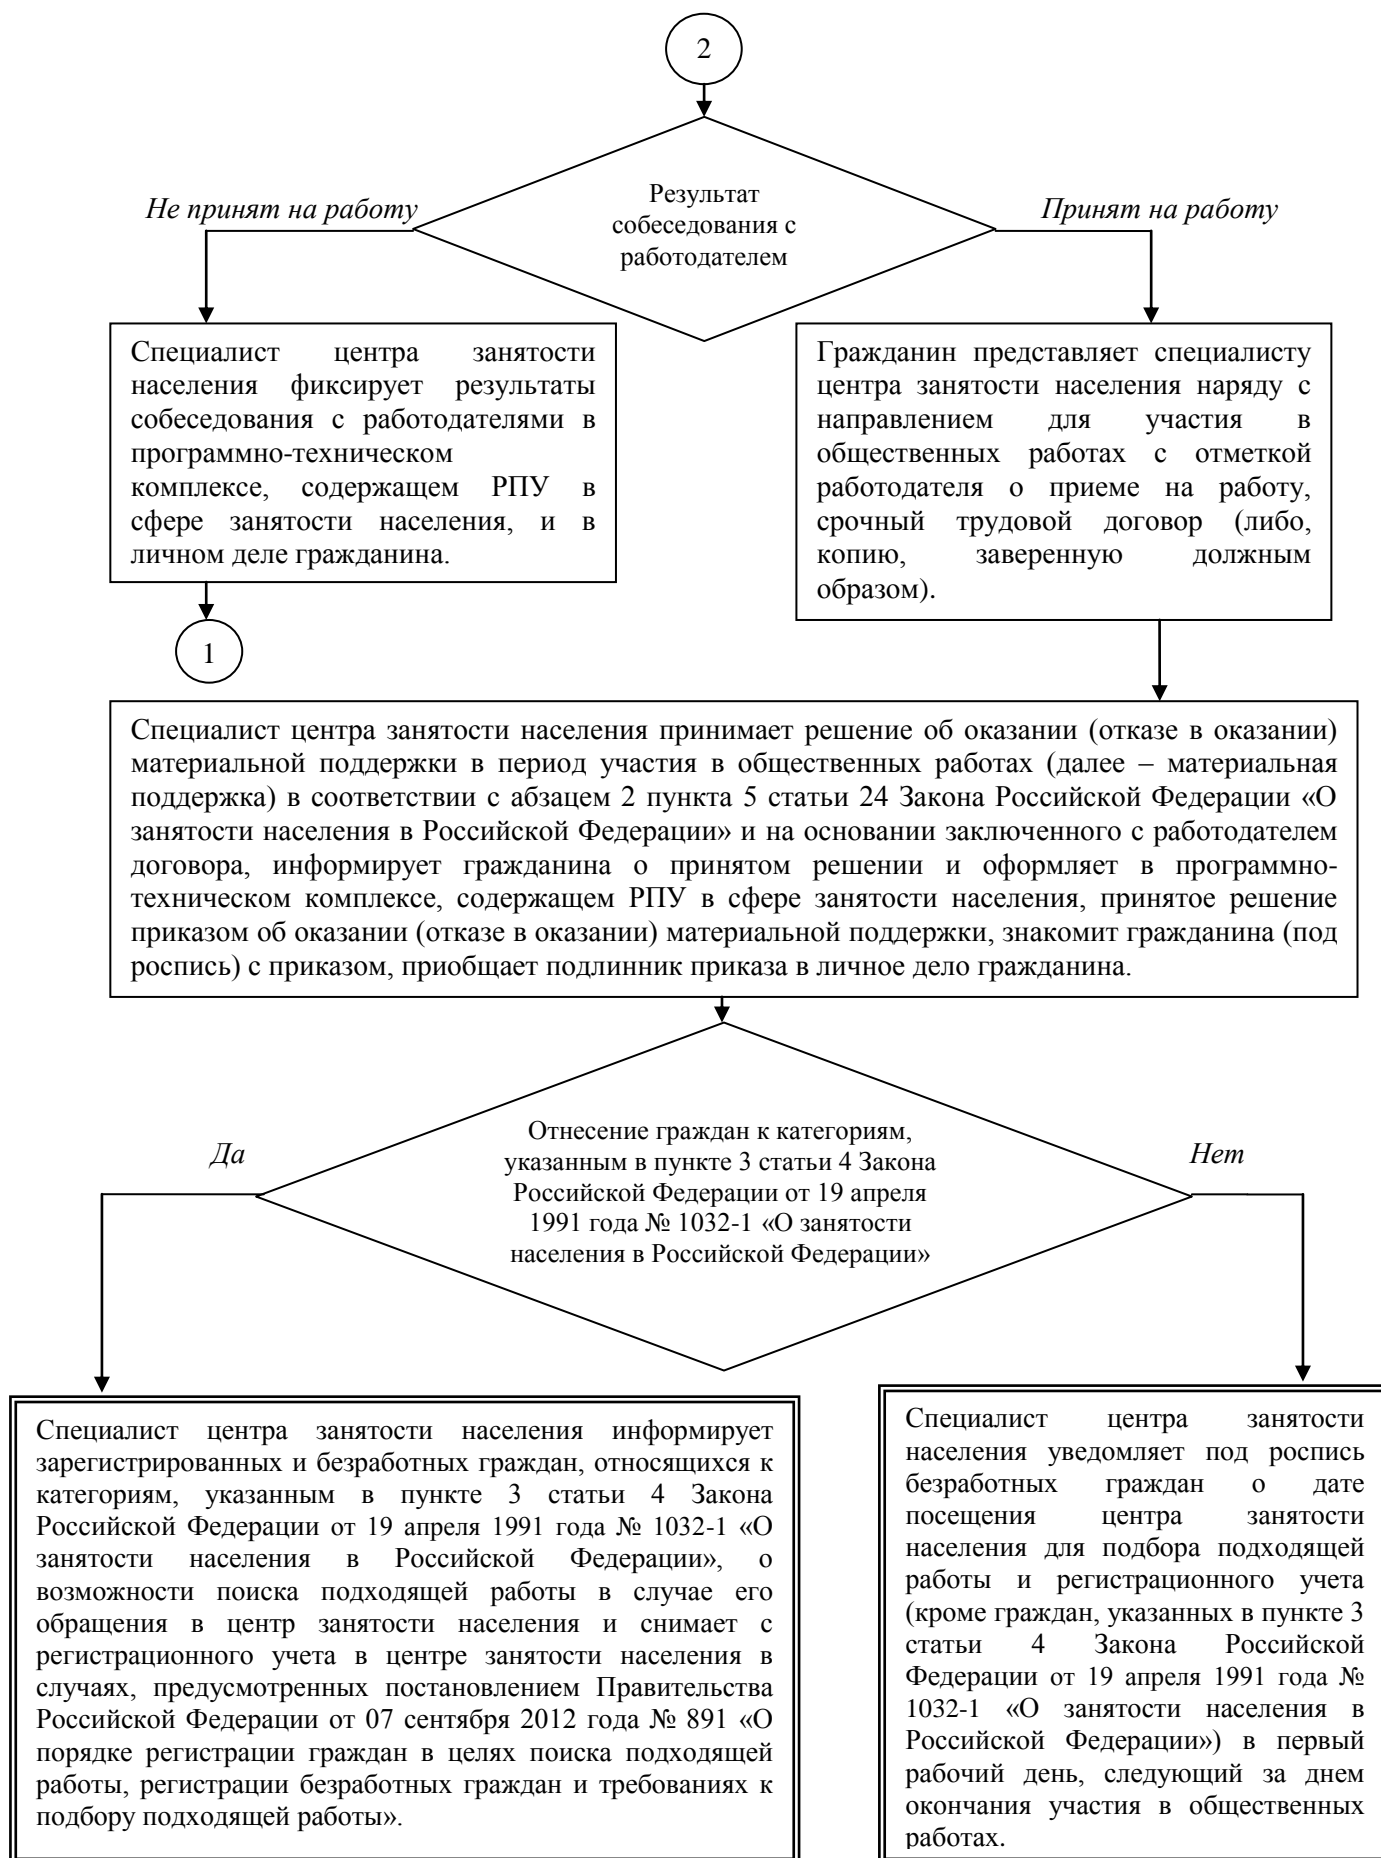 2
Результат
собеседования с
работодателем
Не принят на работу
Принят на работу
Специалист центра занятости
населения фиксирует результаты
собеседования с работодателями в
программно-техническом
комплексе, содержащем РПУ в
сфере занятости населения, и в
личном деле гражданина.
1
Гражданин представляет специалисту
центра занятости населения наряду с
направлением для участия в
общественных работах с отметкой
работодателя о приеме на работу,
срочный трудовой договор (либо,
копию, заверенную должным
образом).
Специалист центра занятости населения принимает решение об оказании (отказе в оказании)
материальной поддержки в период участия в общественных работах (далее – материальная
поддержка) в соответствии с абзацем 2 пункта 5 статьи 24 Закона Российской Федерации «О
занятости населения в Российской Федерации» и на основании заключенного с работодателем
договора, информирует гражданина о принятом решении и оформляет в программно-
техническом комплексе, содержащем РПУ в сфере занятости населения, принятое решение
приказом об оказании (отказе в оказании) материальной поддержки, знакомит гражданина (под
роспись) с приказом, приобщает подлинник приказа в личное дело гражданина.
Отнесение граждан к категориям,
указанным в пункте 3 статьи 4 Закона
Российской Федерации от 19 апреля
1991 года № 1032-1 «О занятости
населения в Российской Федерации»
Да
Нет
Специалист центра занятости населения информирует
зарегистрированных и безработных граждан, относящихся к
категориям, указанным в пункте 3 статьи 4 Закона
Российской Федерации от 19 апреля 1991 года № 1032-1 «О
занятости населения в Российской Федерации», о
возможности поиска подходящей работы в случае его
обращения в центр занятости населения и снимает с
регистрационного учета в центре занятости населения в
случаях, предусмотренных постановлением Правительства
Российской Федерации от 07 сентября 2012 года № 891 «О
порядке регистрации граждан в целях поиска подходящей
работы, регистрации безработных граждан и требованиях к
подбору подходящей работы».
Специалист центра занятости
населения уведомляет под роспись
безработных граждан о дате
посещения центра занятости
населения для подбора подходящей
работы и регистрационного учета
(кроме граждан, указанных в пункте 3
статьи 4 Закона Российской
Федерации от 19 апреля 1991 года №
1032-1 «О занятости населения в
Российской Федерации») в первый
рабочий день, следующий за днем
окончания участия в общественных
работах.